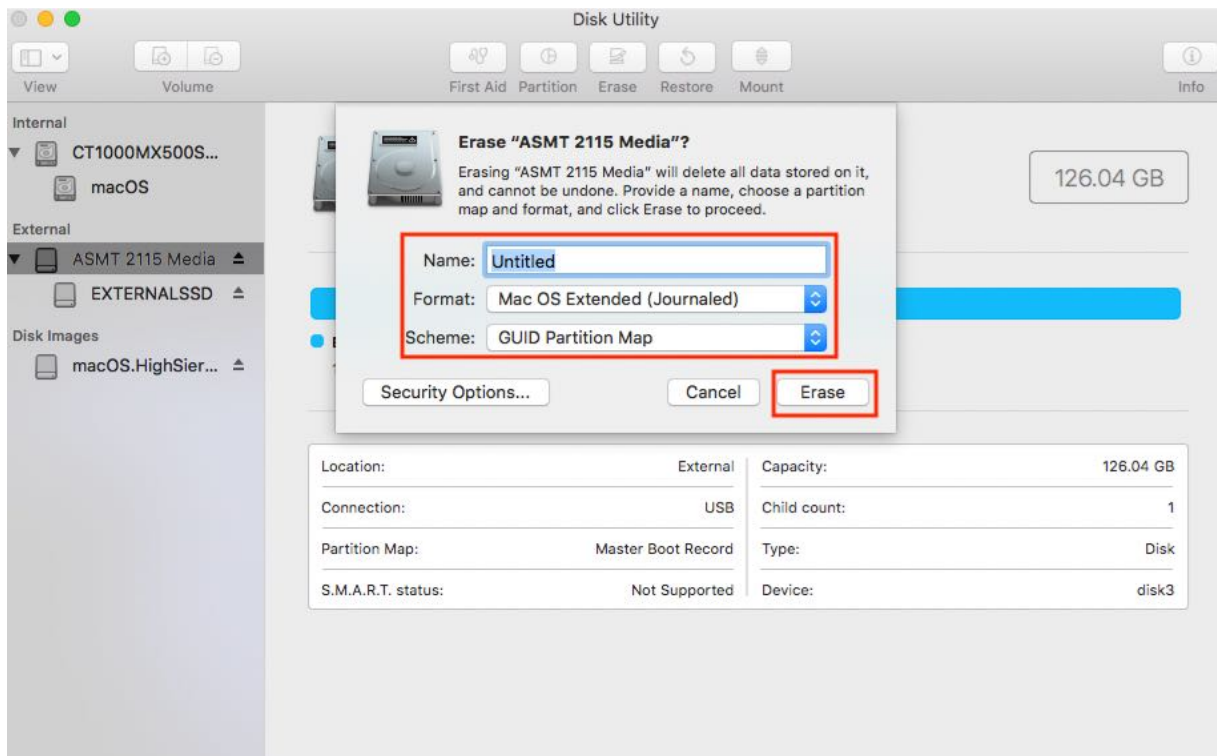 Disk Utility
View
Volume
First Aid
Partition
Erase
Restore
Mount
Info
Internal
CT1000MX500S...
macOS
External
ASMT 2115 Media
EXTERNALSSD
Disk Images
macOS.HighSier...
Erase “ASMT 2115 Media”?
Erasing “ASMT 2115 Media” will delete all data stored on it,
and cannot be undone. Provide a name, choose a partition
map and format, and click Erase to proceed.
Name: Untitled
Format: Mac OS Extended (Journaled)
Scheme: GUID Partition Map
Security Options...
Cancel
Erase
126.04 GB
Location: External
Capacity: 126.04 GB
Connection: USB
Child count: 1
Partition Map: Master Boot Record
Type: Disk
S.M.A.R.T. status: Not Supported
Device: disk3